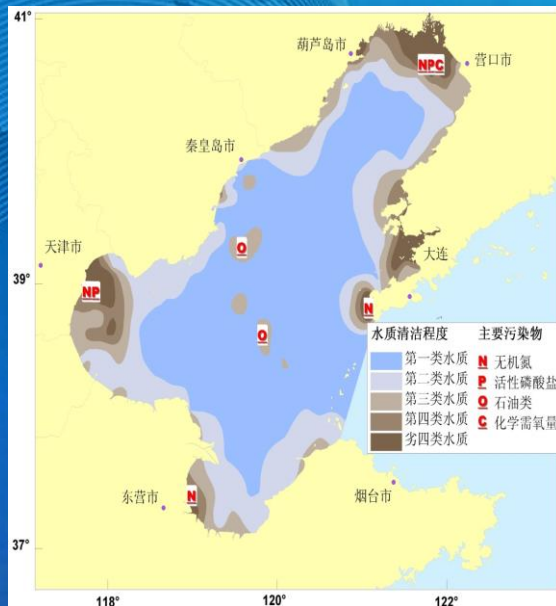 41°
葫芦岛市
营口市
NPC
秦皇岛市
O
天津市
39°
大连
NP
N
O
水质清洁程度
主要污染物
第一类水质
N 无机氮
第二类水质
P 活性磷酸盐
第三类水质
O 石油类
第四类水质
C 化学需氧量
劣四类水质
东营市
N
烟台市
37°
118°
120°
122°